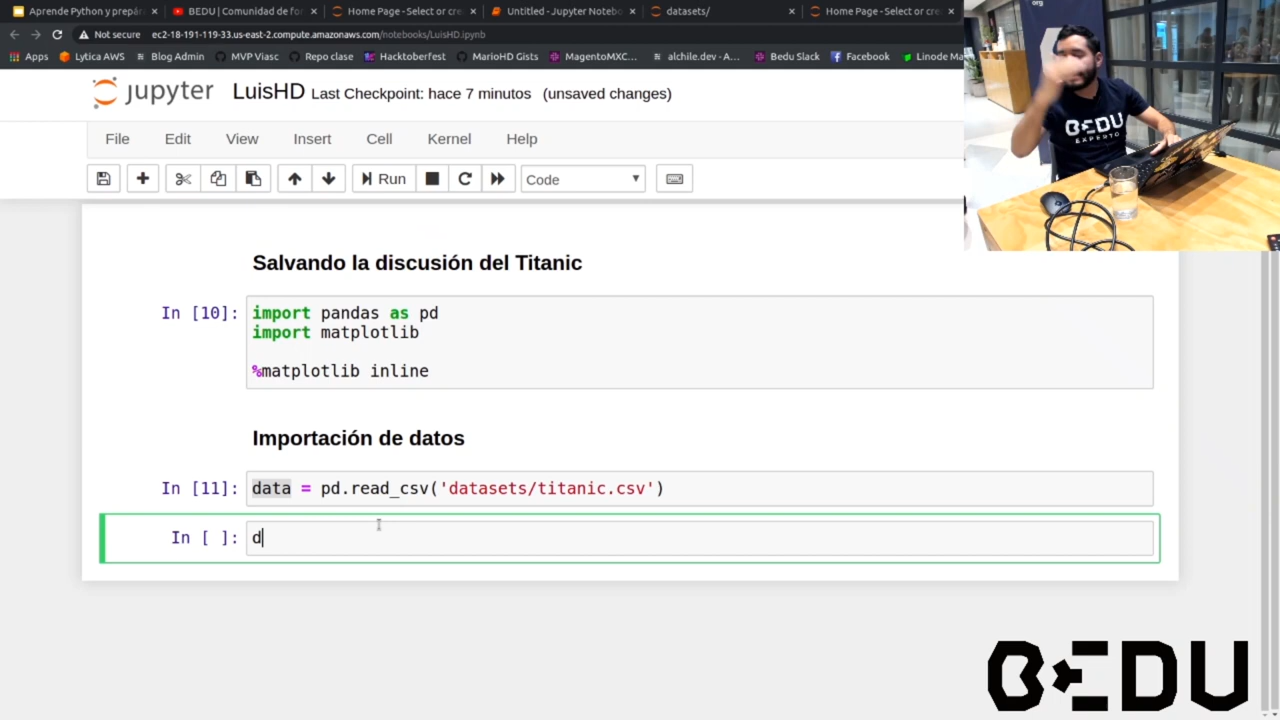 Aprende Python y prepár
BEDU | Comunidad de for
Home Page - Select or cre
Untitled - Jupyter Notebo
datasets/
Home Page - Select or cre
Not secure
ec2-18-191-119-33.us-east-2.compute.amazonaws.com/notebooks/LuisHD.ipynb
Apps
Lytica AWS
Blog Admin
MVP Viasc
Repo clase
Hacktoberfest
MarioHD Gists
MagentoMXC...
alchile.dev - A...
Bedu Slack
Facebook
Linode Ma
org
BEDU
EXPERTO
jupyter LuisHD Last Checkpoint: hace 7 minutos (unsaved changes)
File Edit View Insert Cell Kernel Help
Run
Code
Salvando la discusión del Titanic
In [10]: import pandas as pd
import matplotlib
%matplotlib inline
Importación de datos
In [11]: data = pd.read_csv('datasets/titanic.csv')
In [ ]: d
BEDU